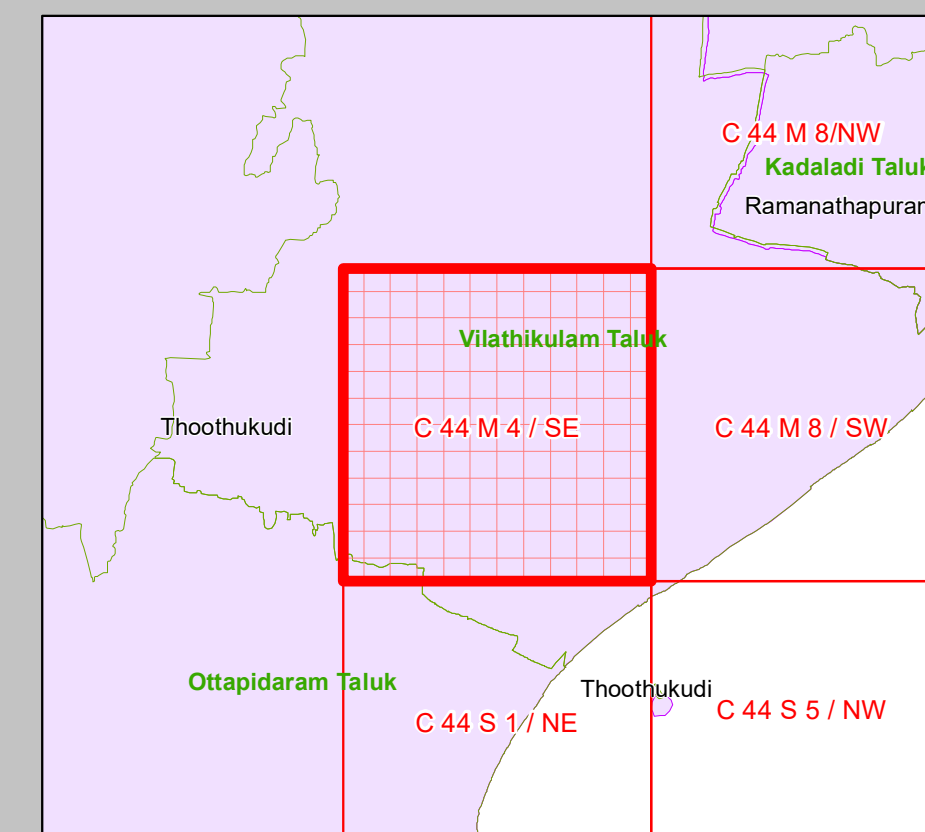 C 44 M 8/NW
Kadaladi Taluk
Ramanathapuram
Vilathikulam Taluk
Thoothukudi
C 44 M 4 / SE
C 44 M 8 / SW
Ottapidaram Taluk
Thoothukudi
C 44 S 1 / NE
C 44 S 5 / NW